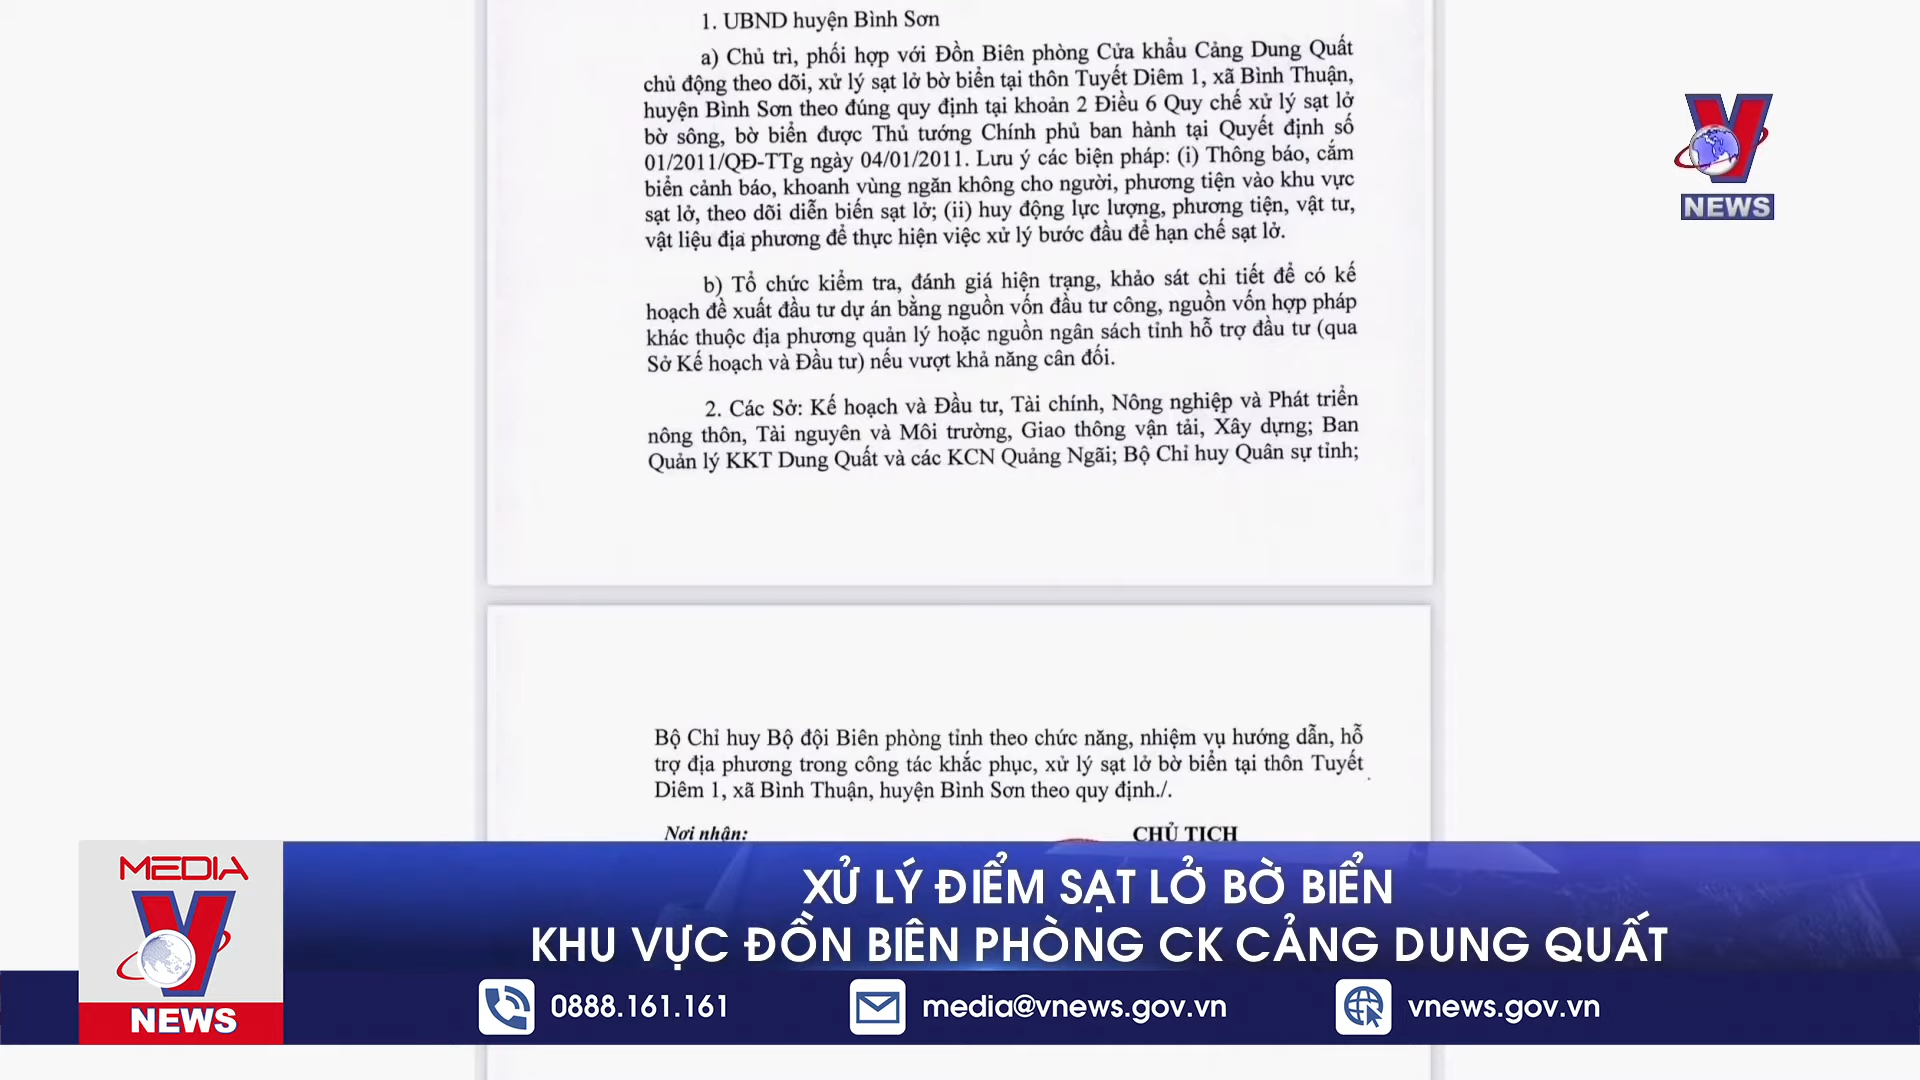 1. UBND huyện Bình Sơn
a) Chủ trì, phối hợp với Đồn Biên phòng Cửa khẩu Cảng Dung Quất
chủ động theo dõi, xử lý sạt lở bờ biển tại thôn Tuyết Diêm 1, xã Bình Thuận,
huyện Bình Sơn theo đúng quy định tại khoản 2 Điều 6 Quy chế xử lý sạt lở
bờ sông, bờ biển được Thủ tướng Chính phủ ban hành tại Quyết định số
01/2011/QĐ-TTg ngày 04/01/2011. Lưu ý các biện pháp: (i) Thông báo, cắm
biển cảnh báo, khoanh vùng ngăn không cho người, phương tiện vào khu vực
sạt lở, theo dõi diễn biến sạt lở; (ii) huy động lực lượng, phương tiện, vật tư,
vật liệu địa phương để thực hiện việc xử lý bước đầu để hạn chế sạt lở.
b) Tổ chức kiểm tra, đánh giá hiện trạng, khảo sát chi tiết để có kế
hoạch đề xuất đầu tư dự án bằng nguồn vốn đầu tư công, nguồn vốn hợp pháp
khác thuộc địa phương quản lý hoặc nguồn ngân sách tỉnh hỗ trợ đầu tư (qua
Sở Kế hoạch và Đầu tư) nếu vượt khả năng cân đối.
2. Các Sở: Kế hoạch và Đầu tư, Tài chính, Nông nghiệp và Phát triển
nông thôn, Tài nguyên và Môi trường, Giao thông vận tải, Xây dựng; Ban
Quản lý KKT Dung Quất và các KCN Quảng Ngãi; Bộ Chỉ huy Quân sự tỉnh;
Bộ Chỉ huy Bộ đội Biên phòng tỉnh theo chức năng, nhiệm vụ hướng dẫn, hỗ
trợ địa phương trong công tác khắc phục, xử lý sạt lở bờ biển tại thôn Tuyết
Diêm 1, xã Bình Thuận, huyện Bình Sơn theo quy định./.
Nơi nhận:
CHỦ TỊCH
V
NEWS
MEDIA
V
NEWS
XỬ LÝ ĐIỂM SẠT LỞ BỜ BIỂN
KHU VỰC ĐỒN BIÊN PHÒNG CK CẢNG DUNG QUẤT
0888.161.161
media@vnews.gov.vn
vnews.gov.vn